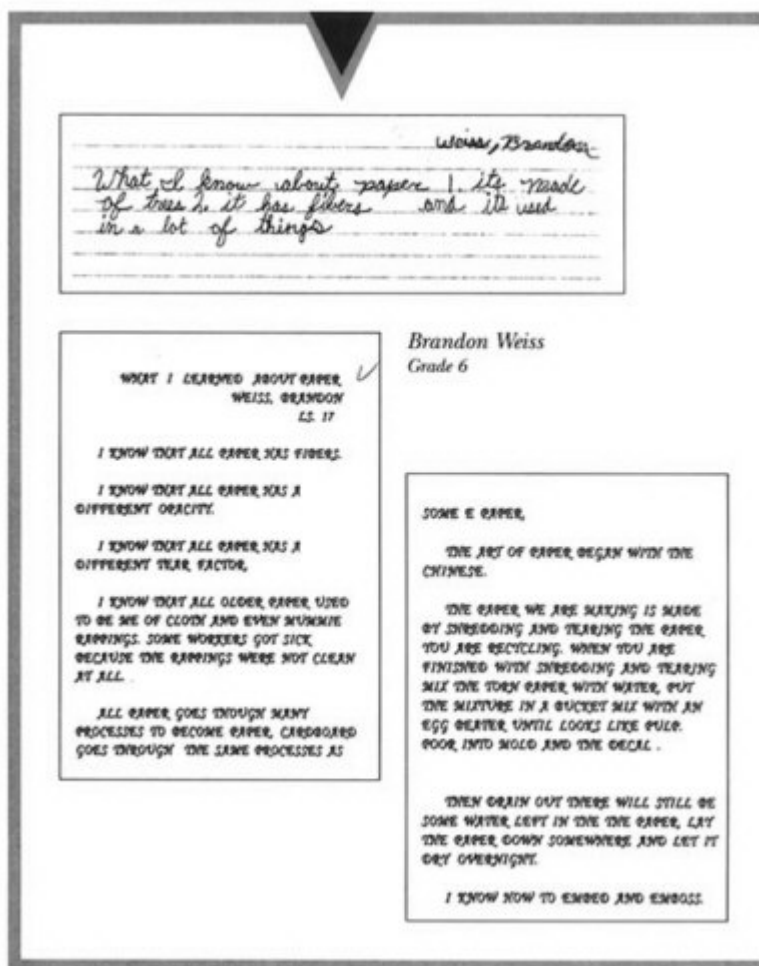 Weiss, Brandon
What I know about paper 1. its made
of trees 2. it has fibers and its used
in a lot of things
Brandon Weiss
Grade 6
WHAT I LEARNED ABOUT PAPER
WEISS, BRANDON
LS. 17
I KNOW THAT ALL PAPER HAS FIBERS.
I KNOW THAT ALL PAPER HAS A
DIFFERENT OPACITY.
I KNOW THAT ALL PAPER HAS A
DIFFERENT TEAR FACTOR,
I KNOW THAT ALL OLDER PAPER USED
TO BE ME OF CLOTH AND EVEN MUMMIE
RAPPINGS. SOME WORKERS GOT SICK
BECAUSE THE RAPPINGS WERE NOT CLEAN
AT ALL .
ALL PAPER GOES THOUGH MANY
PROCESSES TO BECOME PAPER, CARDBOARD
GOES THROUGH THE SAME PROCESSES AS
SOME E PAPER,
THE ART OF PAPER BEGAN WITH THE
CHINESE.
THE PAPER WE ARE MAKING IS MADE
BY SHREDDING AND TEARING THE PAPER
YOU ARE RECYCLING. WHEN YOU ARE
FINISHED WITH SHREDDING AND TEARING
MIX THE TORN PAPER WITH WATER, PUT
THE MIXTURE IN A BUCKET MIX WITH AN
EGG BEATER UNTIL LOOKS LIKE PULP.
POOR INTO MOLD AND THE DECAL .
THEN DRAIN OUT THERE WILL STILL BE
SOME WATER LEFT IN THE THE PAPER, LAY
THE PAPER DOWN SOMEWHERE AND LET IT
DRY OVERNIGHT.
I KNOW HOW TO EMBED AND EMBOSS.